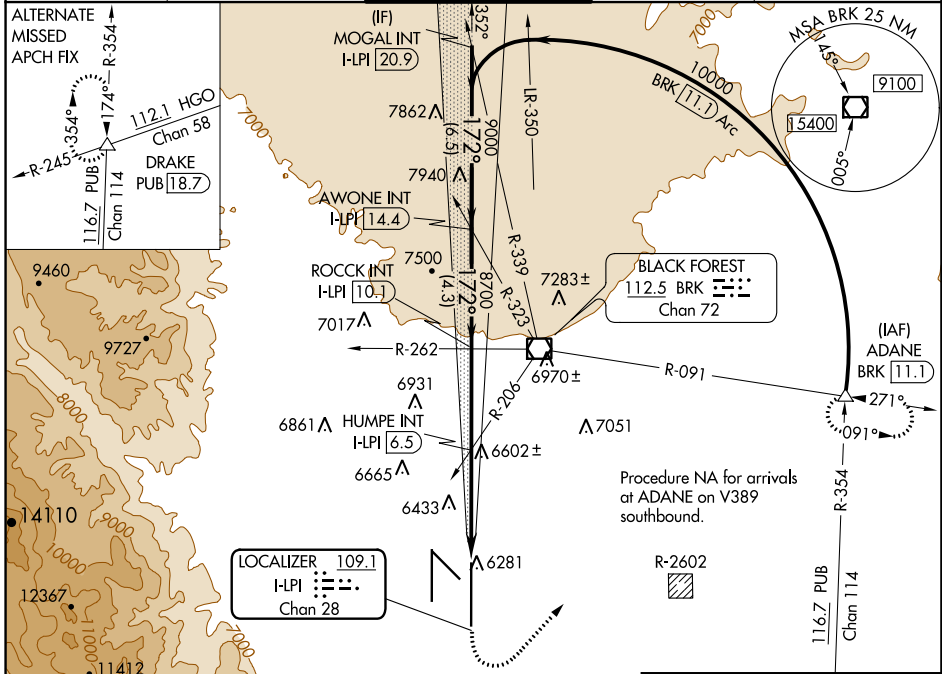 ALTERNATE
MISSED
APCH FIX
R-354
354°
174°
112.1 HGO
Chan 58
R-245
DRAKE
PUB 18.7
116.7 PUB
Chan 114
(IF)
MOGAL INT
I-LPI 20.9
352°
7000
7000
10000
BRK 11.1 Arc
MSA BRK 25 NM
145°
9100
15400
005°
7862
9000
LR-350
172°
(6.5)
7940
AWONE INT
I-LPI 14.4
R-339
7500
8700
172°
(4.3)
R-323
7283±
ROCCK INT
I-LPI 10.1
7017
BLACK FOREST
112.5 BRK
Chan 72
9460
9727
R-262
6970±
R-091
(IAF)
ADANE
BRK 11.1
271°
091°
6931
R-206
8000
6861
HUMPE INT
I-LPI 6.5
6602±
7051
6665
6433
Procedure NA for arrivals
at ADANE on V389
southbound.
R-354
14110
9000
10000
LOCALIZER 109.1
I-LPI
Chan 28
6281
R-2602
12367
11000
7000
11412
116.7 PUB
Chan 114